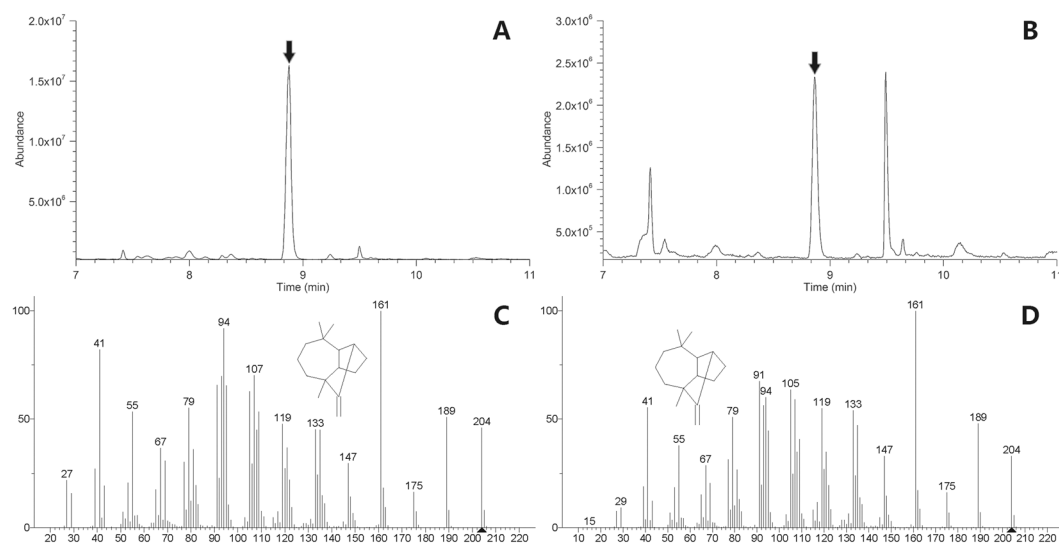 A
2.0x10⁷
1.5x10⁷
1.0x10⁷
5.0x10⁶
Abundance
7 8 9 10 11
Time (min)
B
3.0x10⁶
2.5x10⁶
2.0x10⁶
1.5x10⁶
1.0x10⁶
5.0x10⁵
Abundance
7 8 9 10 11
Time (min)
C
100
50
0
27 41 55 67 79 94 107 119 133 147 161 175 189 204
20 30 40 50 60 70 80 90 100 110 120 130 140 150 160 170 180 190 200 210 220
D
100
50
0
15 29 41 55 67 79 91 94 105 119 133 147 161 175 189 204
10 20 30 40 50 60 70 80 90 100 110 120 130 140 150 160 170 180 190 200 210 220